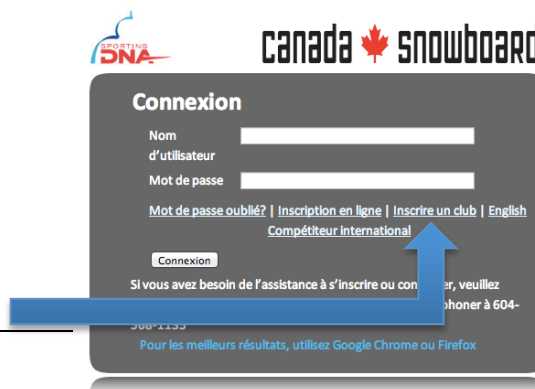 SPORTING
DNA
canada snowboard
Connexion
Nom
d'utilisateur
Mot de passe
Mot de passe oublié? | Inscription en ligne | Inscrire un club | English
Compétiteur international
Connexion
Si vous avez besoin de l'assistance à s'inscrire ou , veuillez
à 604-
Pour les meilleurs résultats, utilisez Google Chrome ou Firefox